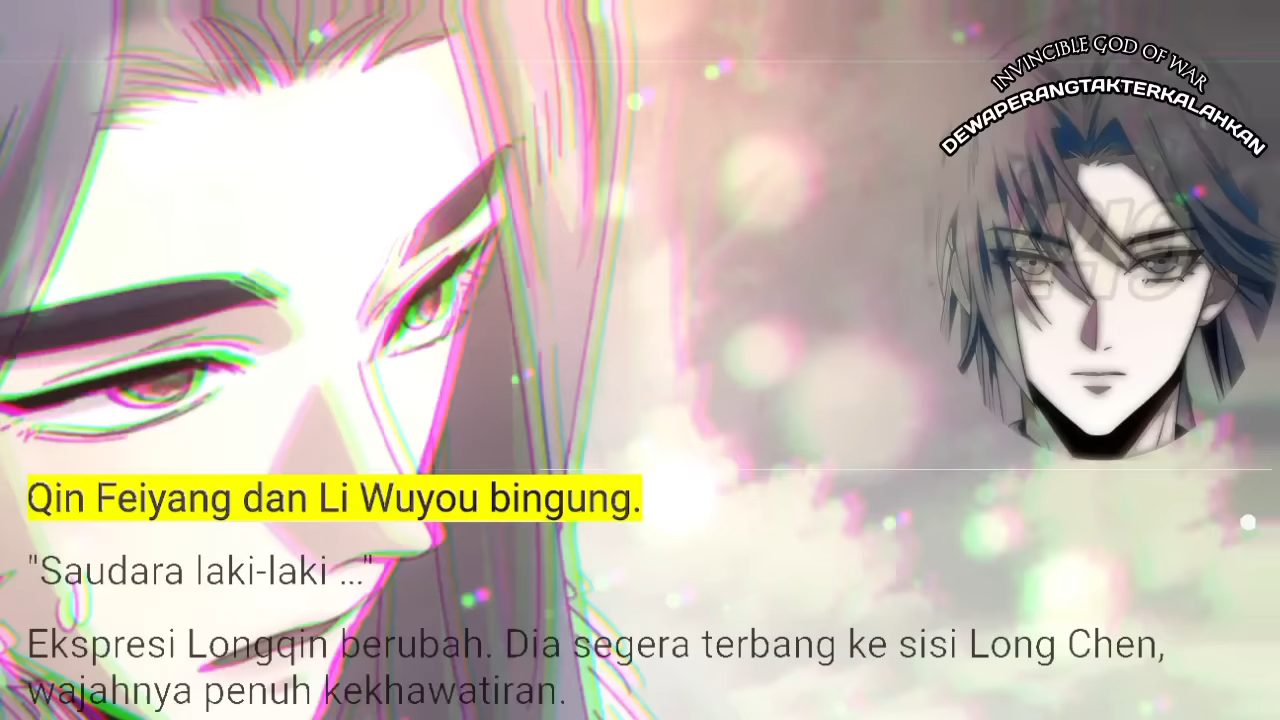 INVINCIBLE GOD OF WAR
DEWAPERANGTAKTERKALAHKAN
Qin Feiyang dan Li Wuyou bingung.
"Saudara laki-laki ..."
Ekspresi Longqin berubah. Dia segera terbang ke sisi Long Chen,
wajahnya penuh kekhawatiran.